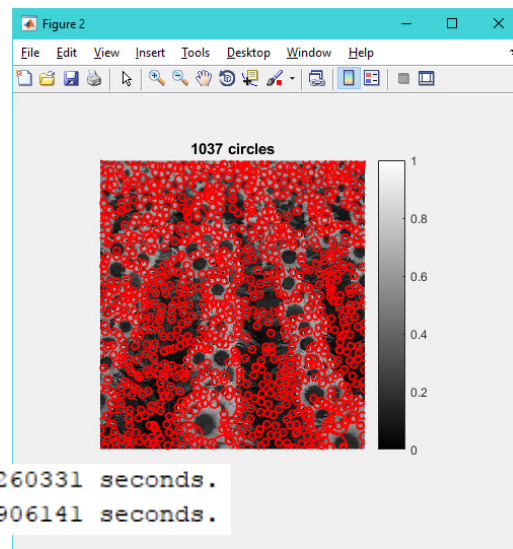 Figure 2
File Edit View Insert Tools Desktop Window Help
1037 circles
1
0.8
0.6
0.4
0.2
0
260331 seconds.
906141 seconds.